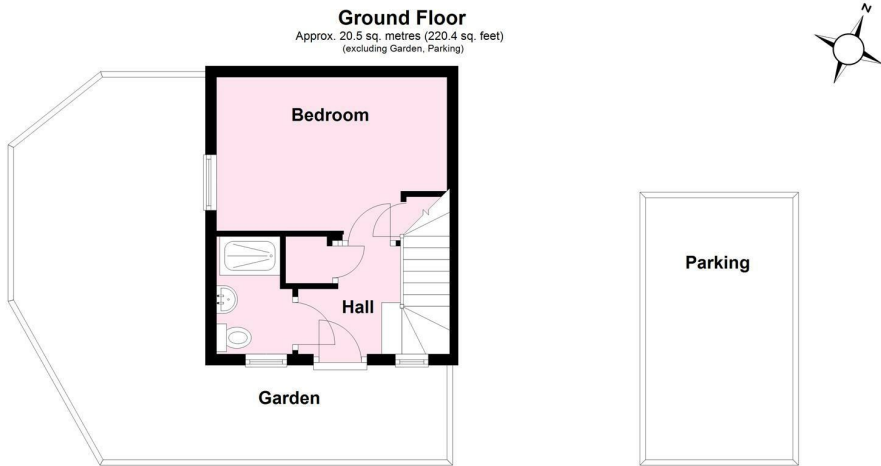 Ground Floor
Approx. 20.5 sq. metres (220.4 sq. feet)
(excluding Garden, Parking)
N
Bedroom
Parking
Hall
Garden